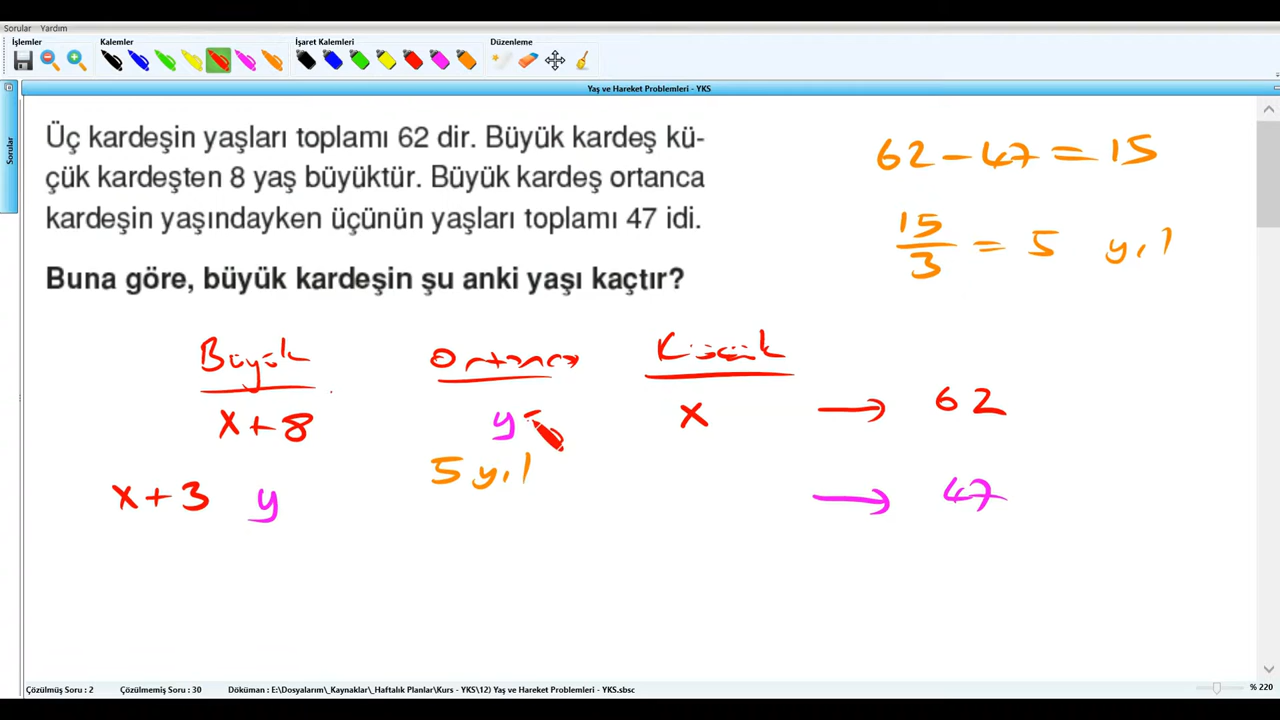 Sorular Yardım
İşlemler Kalemler İşaret Kalemleri Düzenleme
Yaş ve Hareket Problemleri - YKS
Sorular
Üç kardeşin yaşları toplamı 62 dir. Büyük kardeş kü-
çük kardeşten 8 yaş büyüktür. Büyük kardeş ortanca
kardeşin yaşındayken üçünün yaşları toplamı 47 idi.
Buna göre, büyük kardeşin şu anki yaşı kaçtır?
62 - 47 = 15
15/3 = 5 yıl
Büyük Ortanca Küçük
x+8 y x → 62
5 yıl
x+3 y → 47
Çözülmüş Soru : 2 Çözülmemiş Soru : 30 Döküman : E:\Dosyalarım\_Kaynaklar\_Haftalık Planlar\Kurs - YKS\12) Yaş ve Hareket Problemleri - YKS.sbsc % 220